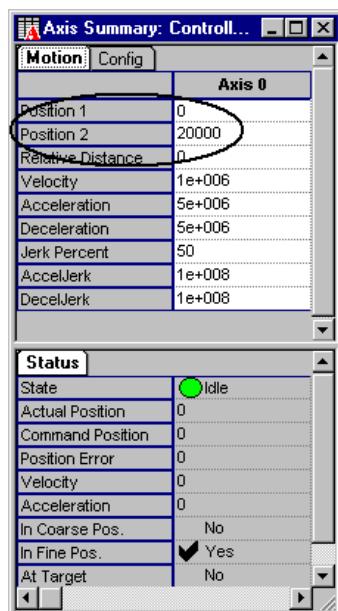 Axis Summary: Controll...
Motion Config
Axis 0
Position 1 0
Position 2 20000
Relative Distance 0
Velocity 1e+006
Acceleration 5e+006
Deceleration 5e+006
Jerk Percent 50
AccelJerk 1e+008
DecelJerk 1e+008
Status
State Idle
Actual Position 0
Command Position 0
Position Error 0
Velocity 0
Acceleration 0
In Coarse Pos. No
In Fine Pos. Yes
At Target No